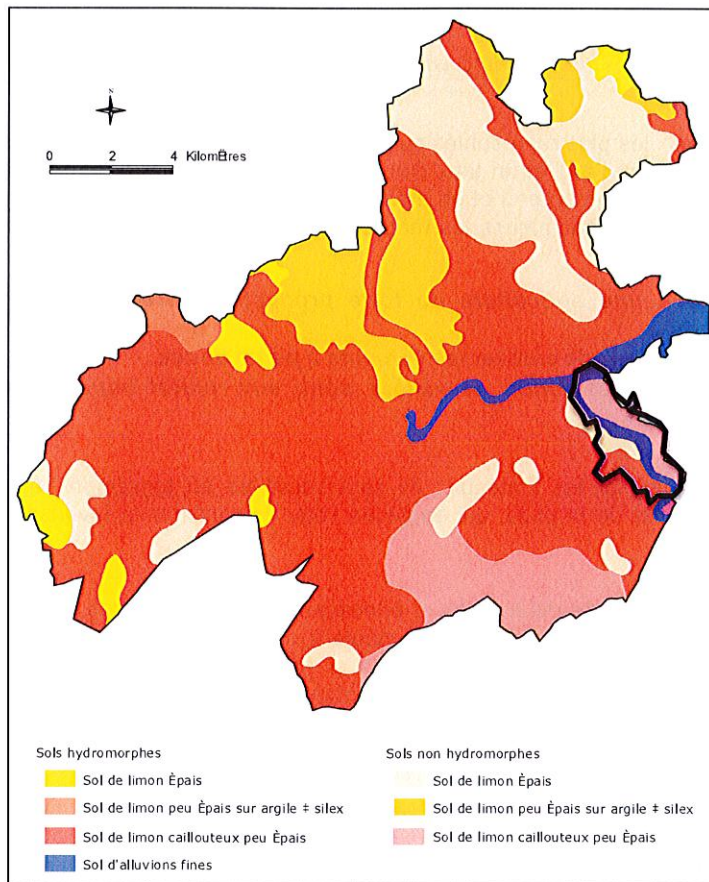 N
0 2 4 KilomËtres
Sols hydromorphes
Sol de limon Èpais
Sol de limon peu Èpais sur argile ‡ silex
Sol de limon caillouteux peu Èpais
Sol d'alluvions fines
Sols non hydromorphes
Sol de limon Èpais
Sol de limon peu Èpais sur argile ‡ silex
Sol de limon caillouteux peu Èpais